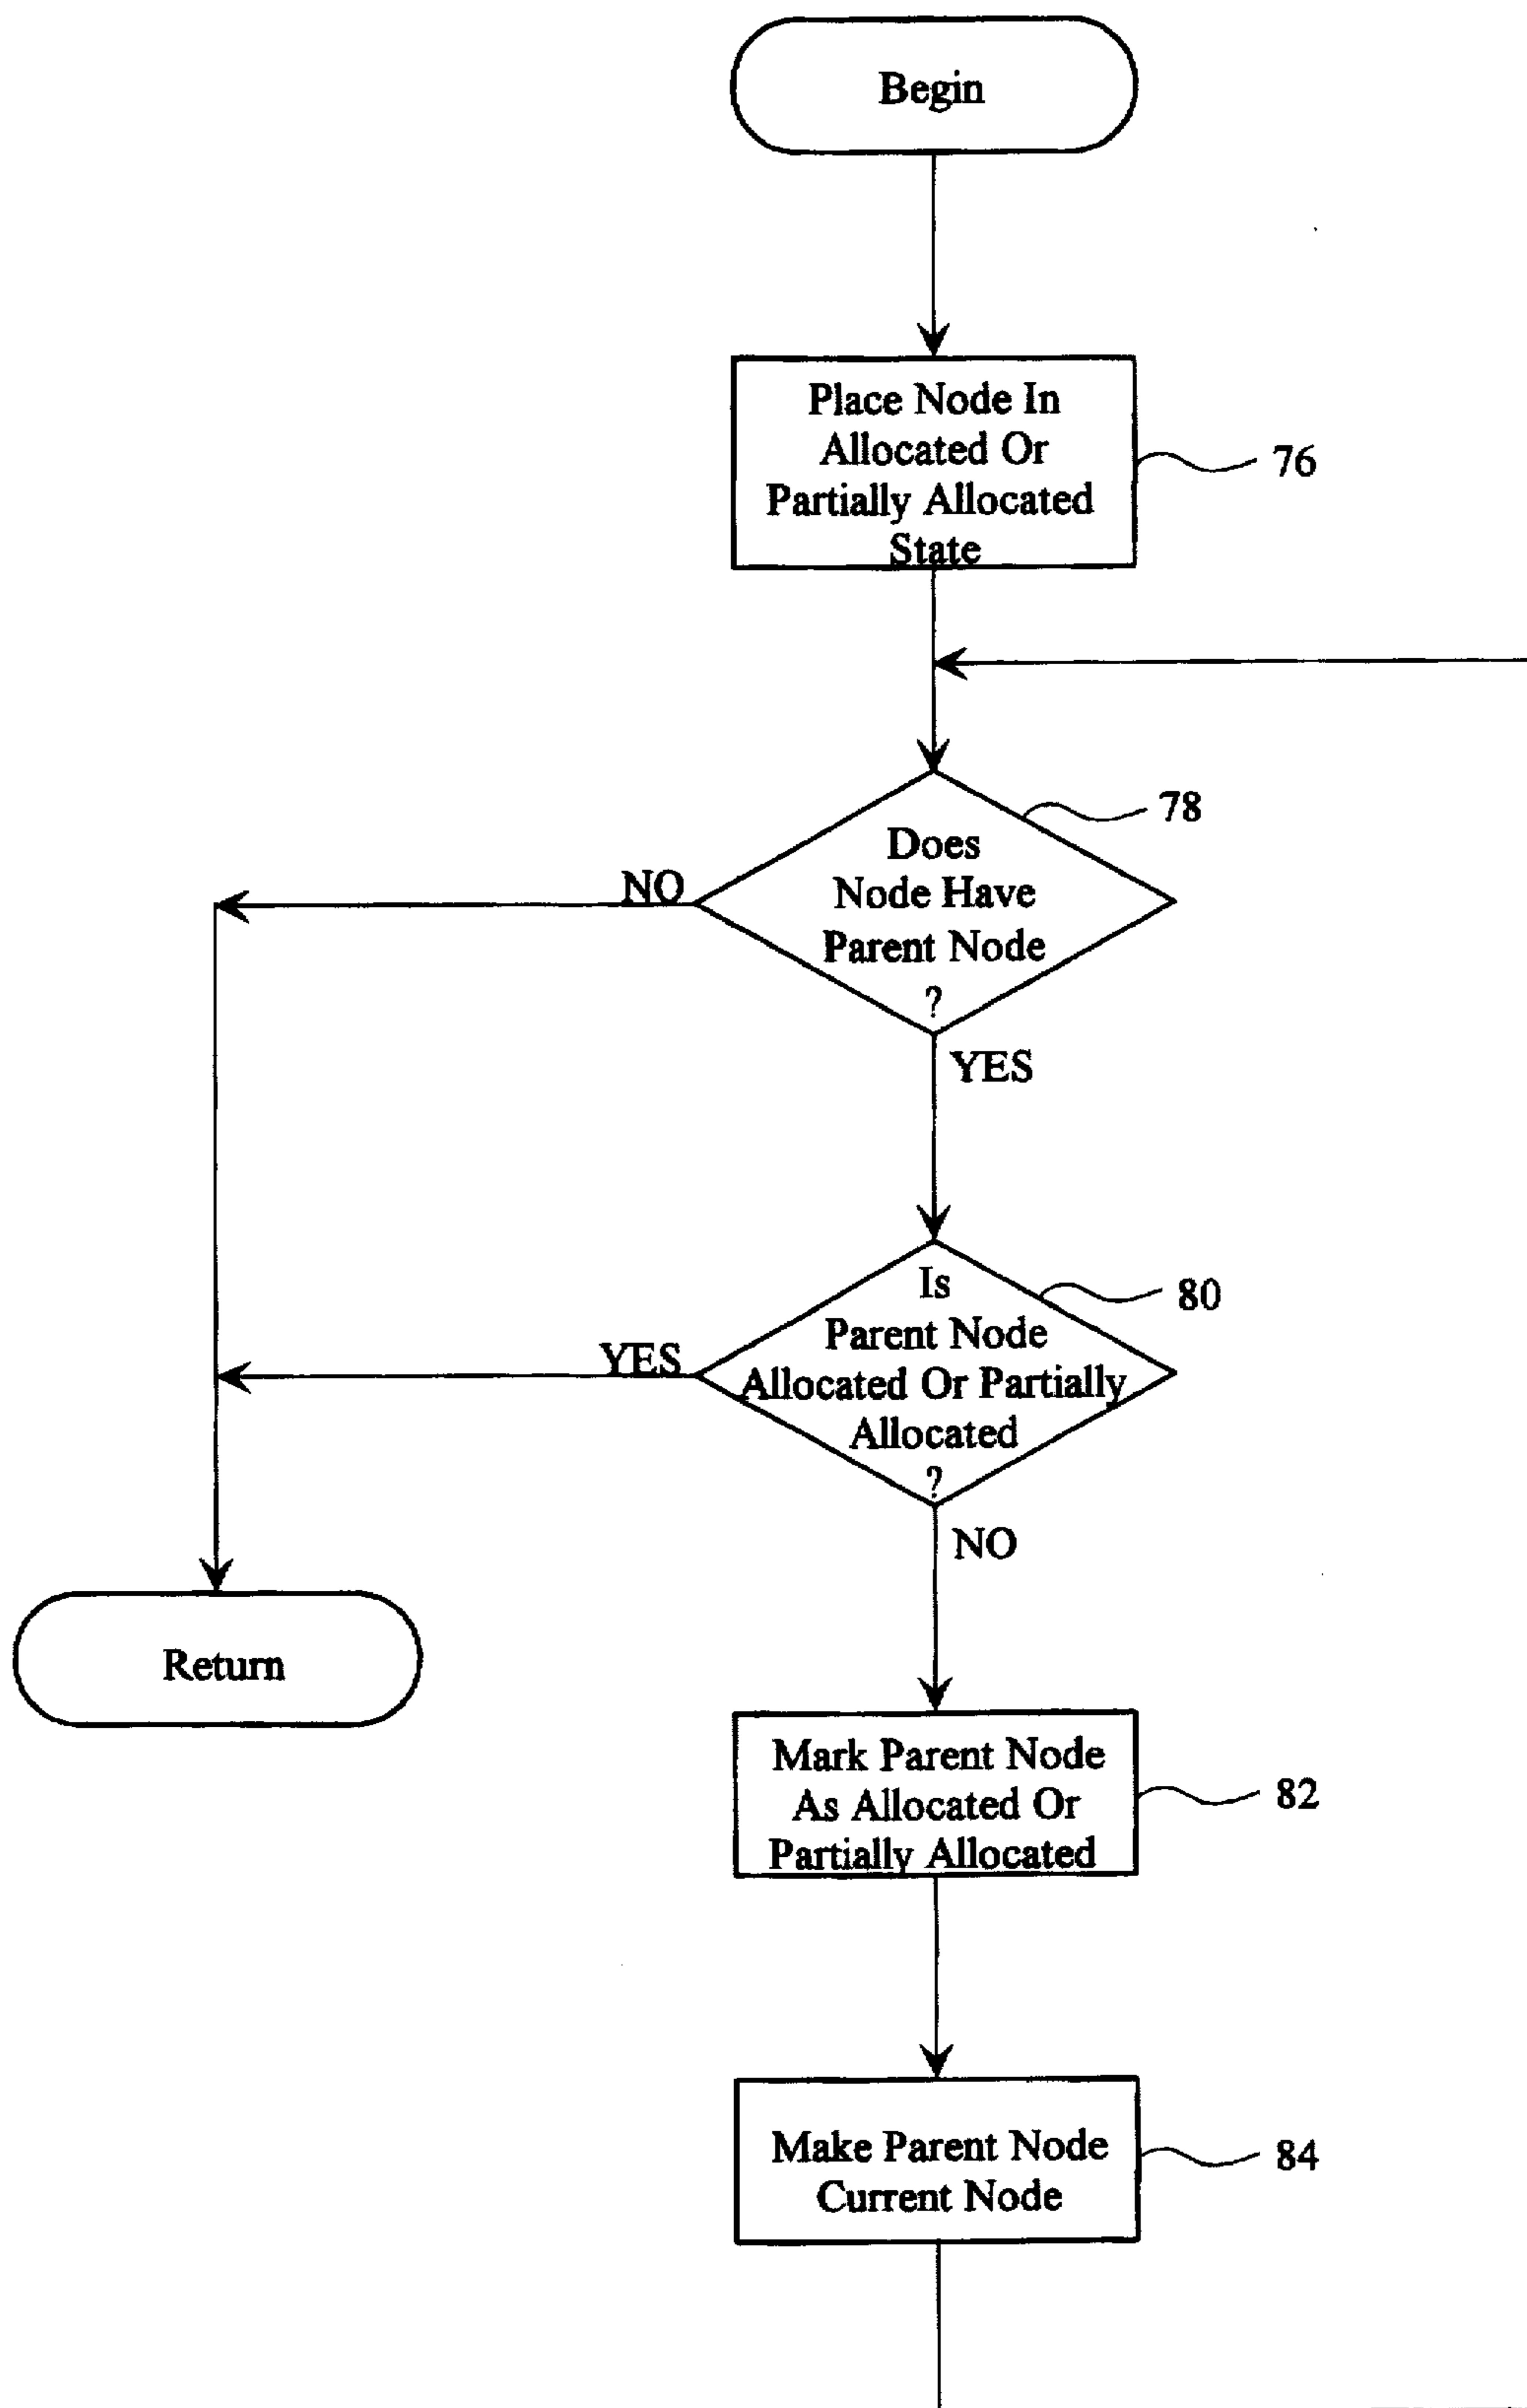 Begin
Place Node In
Allocated Or
Partially Allocated
State
76
Does
Node Have
Parent Node
?
78
NO
YES
Is
Parent Node
Allocated Or Partially
Allocated
?
80
YES
NO
Return
Mark Parent Node
As Allocated Or
Partially Allocated
82
Make Parent Node
Current Node
84